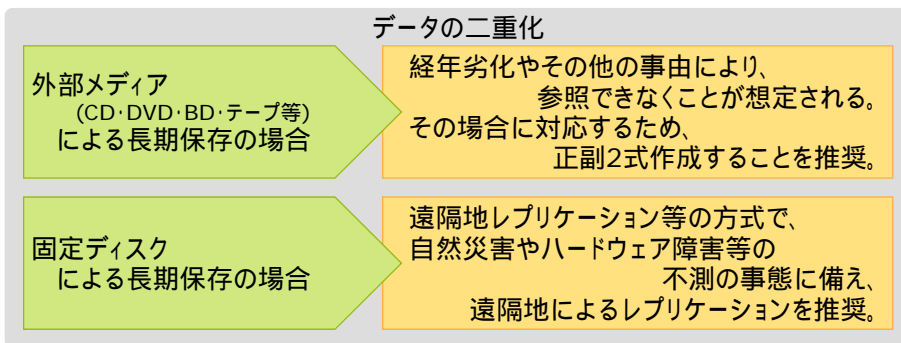 データの二重化
外部メディア
(CD・DVD・BD・テープ等)
による長期保存の場合
経年劣化やその他の事由により、
参照できなくことが想定される。
その場合に対応するため、
正副2式作成することを推奨。
固定ディスク
による長期保存の場合
遠隔地レプリケーション等の方式で、
自然災害やハードウェア障害等の
不測の事態に備え、
遠隔地によるレプリケーションを推奨。